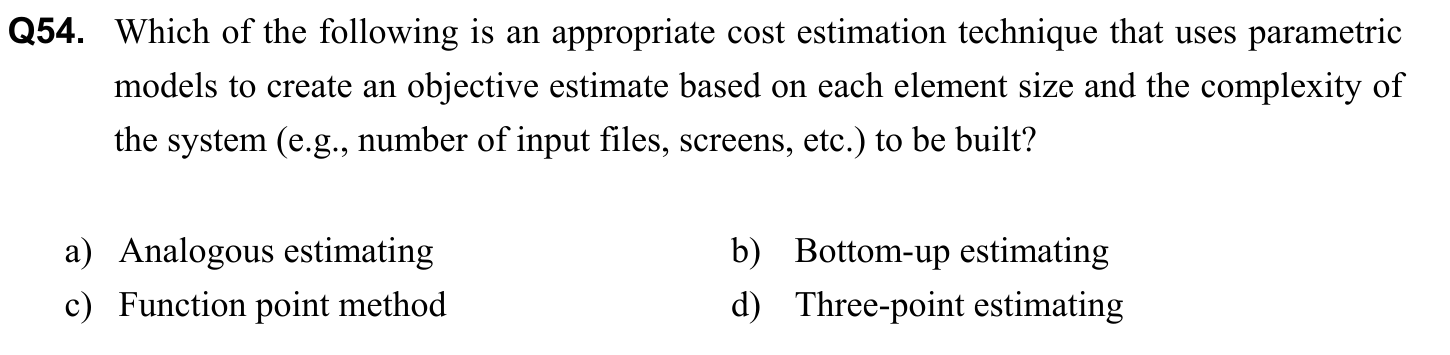 Q54. Which of the following is an appropriate cost estimation technique that uses parametric
models to create an objective estimate based on each element size and the complexity of
the system (e.g., number of input files, screens, etc.) to be built?
a) Analogous estimating b) Bottom-up estimating
c) Function point method d) Three-point estimating